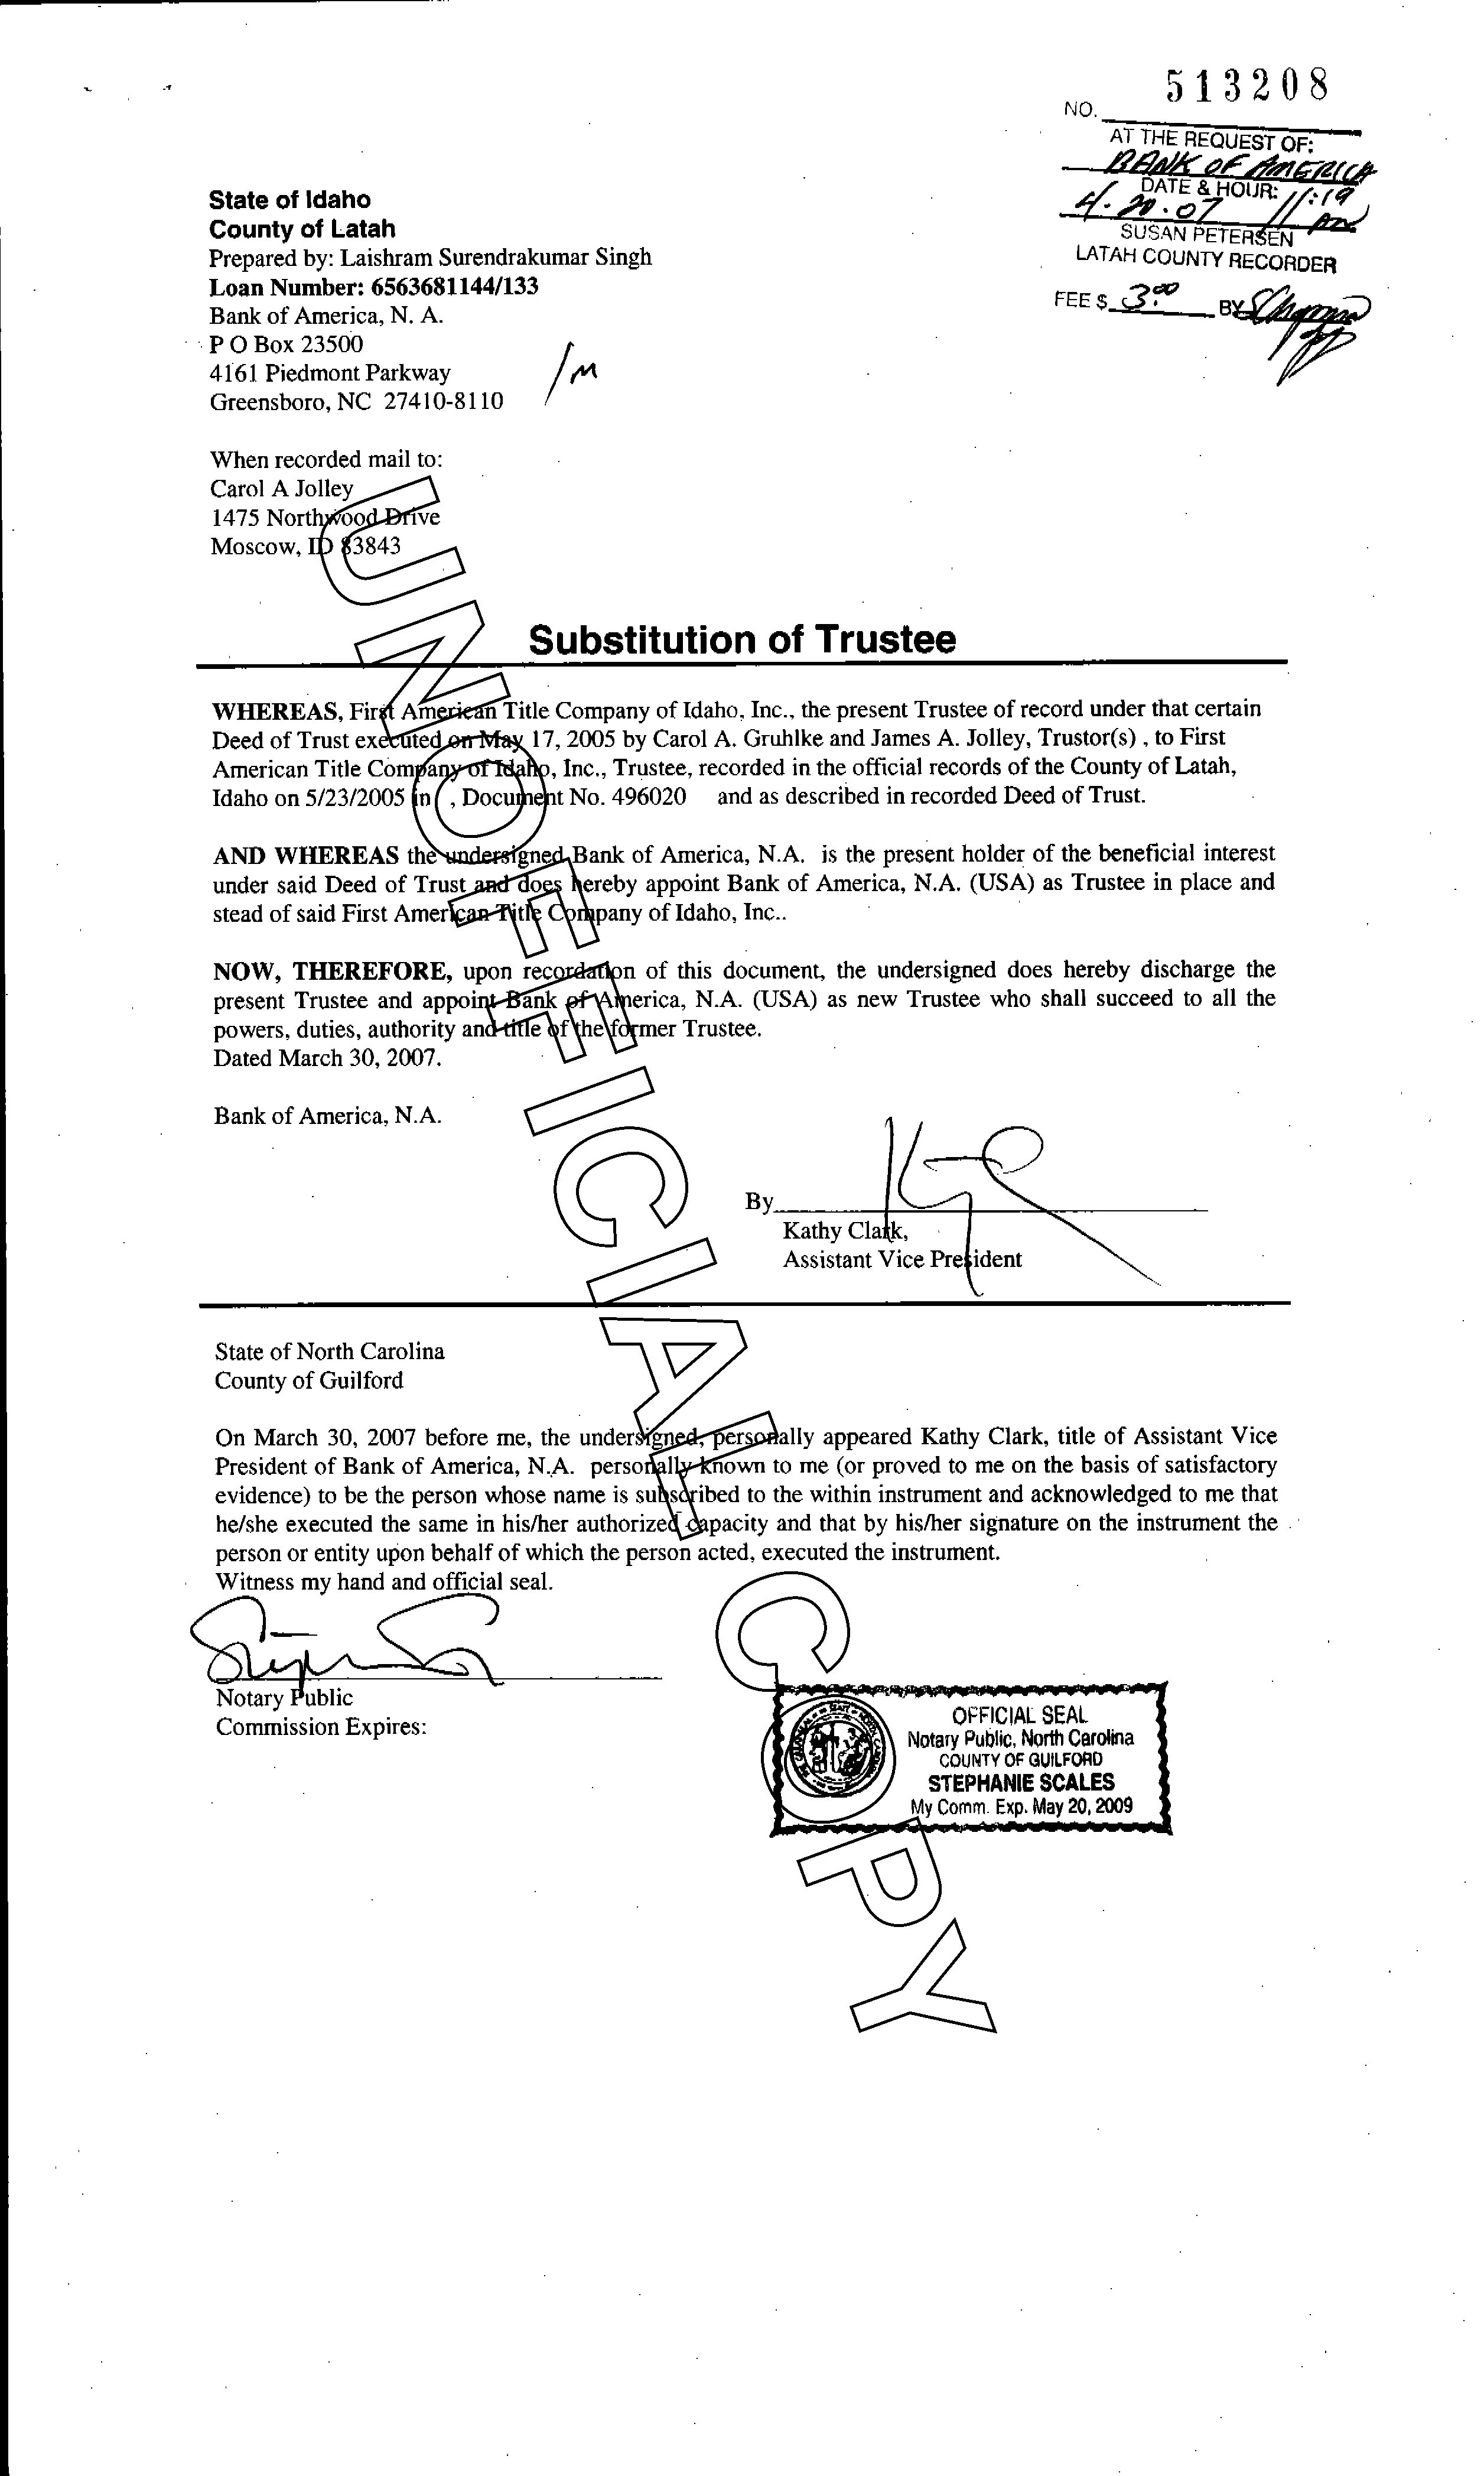 513208
NO.
AT THE REQUEST OF:
BANK OF AMERICA
DATE & HOUR:
4.20.07 11:19 AM
SUSAN PETERSEN
LATAH COUNTY RECORDER
FEE $ 3.00 BY
State of Idaho
County of Latah
Prepared by: Laishram Surendrakumar Singh
Loan Number: 6563681144/133
Bank of America, N. A.
P O Box 23500
4161 Piedmont Parkway
Greensboro, NC 27410-8110
When recorded mail to:
Carol A Jolley
1475 Northwood Drive
Moscow, ID 83843
Substitution of Trustee
WHEREAS, First American Title Company of Idaho, Inc., the present Trustee of record under that certain
Deed of Trust executed on May 17, 2005 by Carol A. Gruhlke and James A. Jolley, Trustor(s) , to First
American Title Company of Idaho, Inc., Trustee, recorded in the official records of the County of Latah,
Idaho on 5/23/2005 in , Document No. 496020 and as described in recorded Deed of Trust.
AND WHEREAS the undersigned Bank of America, N.A. is the present holder of the beneficial interest
under said Deed of Trust and does hereby appoint Bank of America, N.A. (USA) as Trustee in place and
stead of said First American Title Company of Idaho, Inc..
NOW, THEREFORE, upon recordation of this document, the undersigned does hereby discharge the
present Trustee and appoint Bank of America, N.A. (USA) as new Trustee who shall succeed to all the
powers, duties, authority and title of the former Trustee.
Dated March 30, 2007.
Bank of America, N.A.
By
Kathy Clark,
Assistant Vice President
State of North Carolina
County of Guilford
On March 30, 2007 before me, the undersigned, personally appeared Kathy Clark, title of Assistant Vice
President of Bank of America, N.A. personally known to me (or proved to me on the basis of satisfactory
evidence) to be the person whose name is subscribed to the within instrument and acknowledged to me that
he/she executed the same in his/her authorized capacity and that by his/her signature on the instrument the
person or entity upon behalf of which the person acted, executed the instrument.
Witness my hand and official seal.
Notary Public
Commission Expires:
OFFICIAL SEAL
Notary Public, North Carolina
COUNTY OF GUILFORD
STEPHANIE SCALES
My Comm. Exp. May 20, 2009
UNOFFICIAL COPY